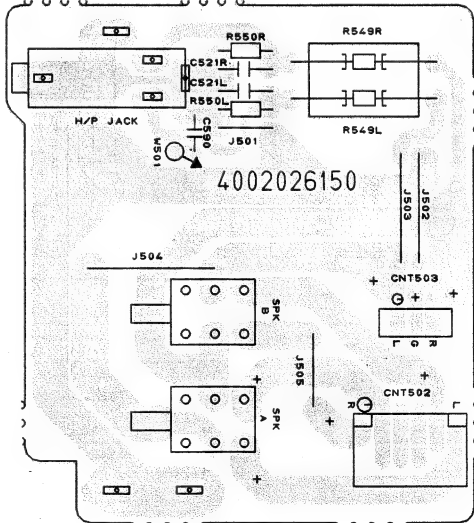 R550R
R549R
C521R
C521L
R550L
H/P JACK
C590
J501
R549L
W501
4002026150
J503
J502
J504
CNT503
SPK
B
L G R
J505
CNT502
SPK
A
R
L